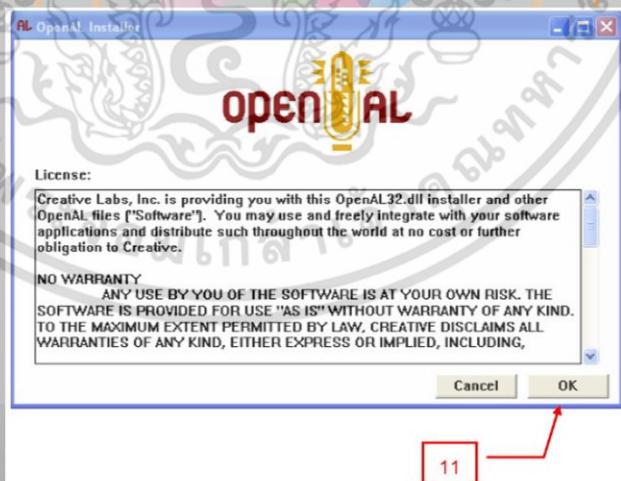 AL OpenAL Installer
OPEN AL
License:
Creative Labs, Inc. is providing you with this OpenAL32.dll installer and other
OpenAL files ["Software"]. You may use and freely integrate with your software
applications and distribute such throughout the world at no cost or further
obligation to Creative.
NO WARRANTY
ANY USE BY YOU OF THE SOFTWARE IS AT YOUR OWN RISK. THE
SOFTWARE IS PROVIDED FOR USE "AS IS" WITHOUT WARRANTY OF ANY KIND.
TO THE MAXIMUM EXTENT PERMITTED BY LAW, CREATIVE DISCLAIMS ALL
WARRANTIES OF ANY KIND, EITHER EXPRESS OR IMPLIED, INCLUDING,
Cancel OK
11